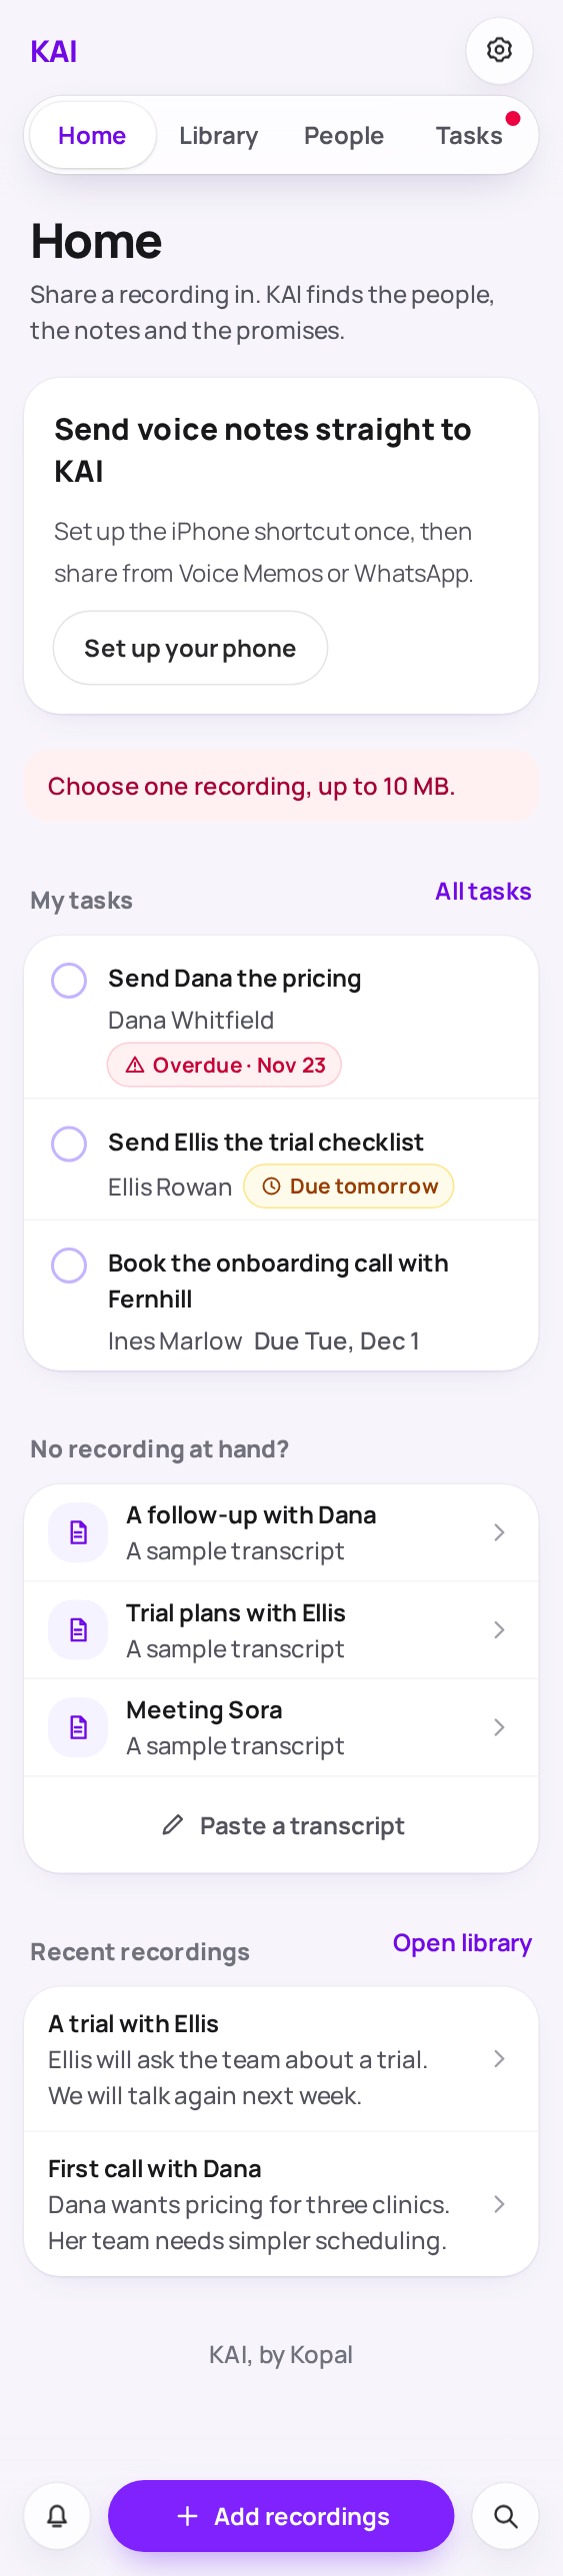 KAI
Home
Library
People
Tasks
Home
Share a recording in. KAI finds the people,
the notes and the promises.
Send voice notes straight to
KAI
Set up the iPhone shortcut once, then
share from Voice Memos or WhatsApp.
Set up your phone
Choose one recording, up to 10 MB.
My tasks
All tasks
Send Dana the pricing
Dana Whitfield
Overdue · Nov 23
Send Ellis the trial checklist
Ellis Rowan
Due tomorrow
Book the onboarding call with
Fernhill
Ines Marlow Due Tue, Dec 1
No recording at hand?
A follow-up with Dana
A sample transcript
Trial plans with Ellis
A sample transcript
Meeting Sora
A sample transcript
Paste a transcript
Recent recordings
Open library
A trial with Ellis
Ellis will ask the team about a trial.
We will talk again next week.
First call with Dana
Dana wants pricing for three clinics.
Her team needs simpler scheduling.
KAI, by Kopal
Add recordings